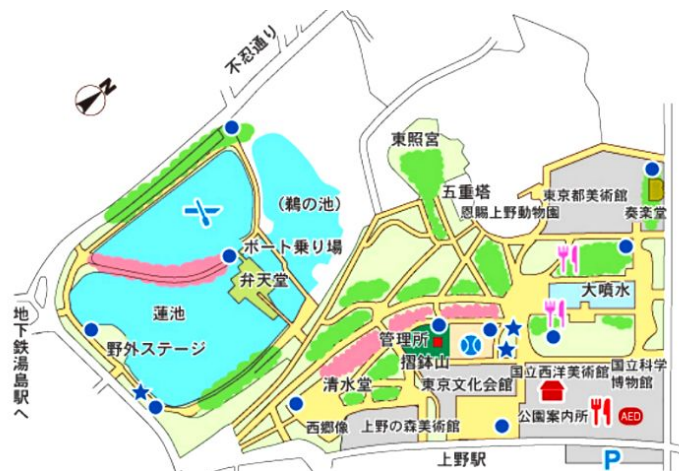 不忍通り
N
東照宮
五重塔
東京都美術館
恩賜上野動物園
奏楽堂
(鵜の池)
ボート乗り場
弁天堂
大噴水
蓮池
野外ステージ
管理所
摺鉢山
地下鉄湯島駅へ
清水堂
東京文化会館
国立西洋美術館
国立科学
博物館
西郷像
上野の森美術館
公園案内所
AED
上野駅
P